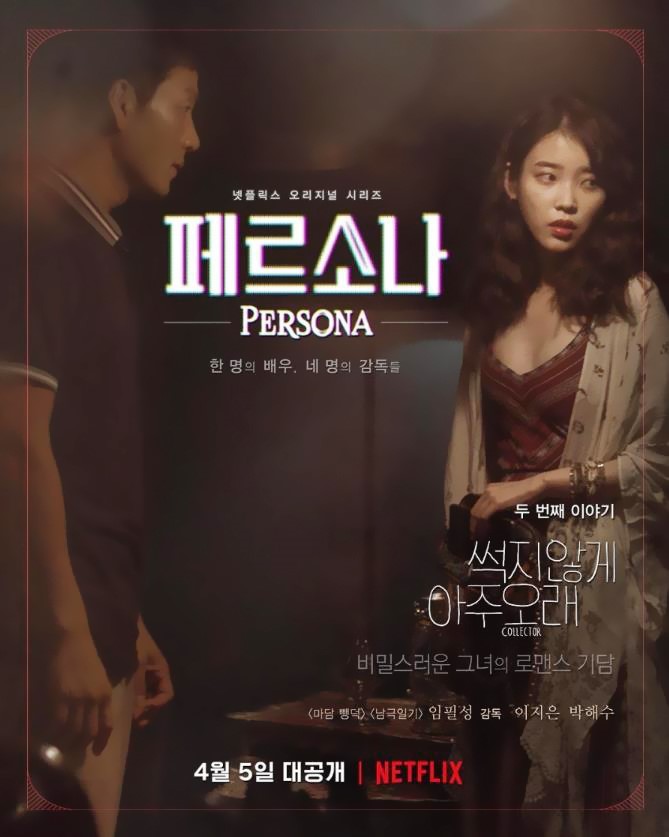 넷플릭스 오리지널 시리즈
페르소나
PERSONA
한 명의 배우, 네 명의 감독들
두 번째 이야기
썩지않게
아주오래
COLLECTOR
비밀스러운 그녀의 로맨스 기담
<마담 뺑덕> <남극일기> 임필성 감독 이지은 박해수
4월 5일 대공개 | NETFLIX